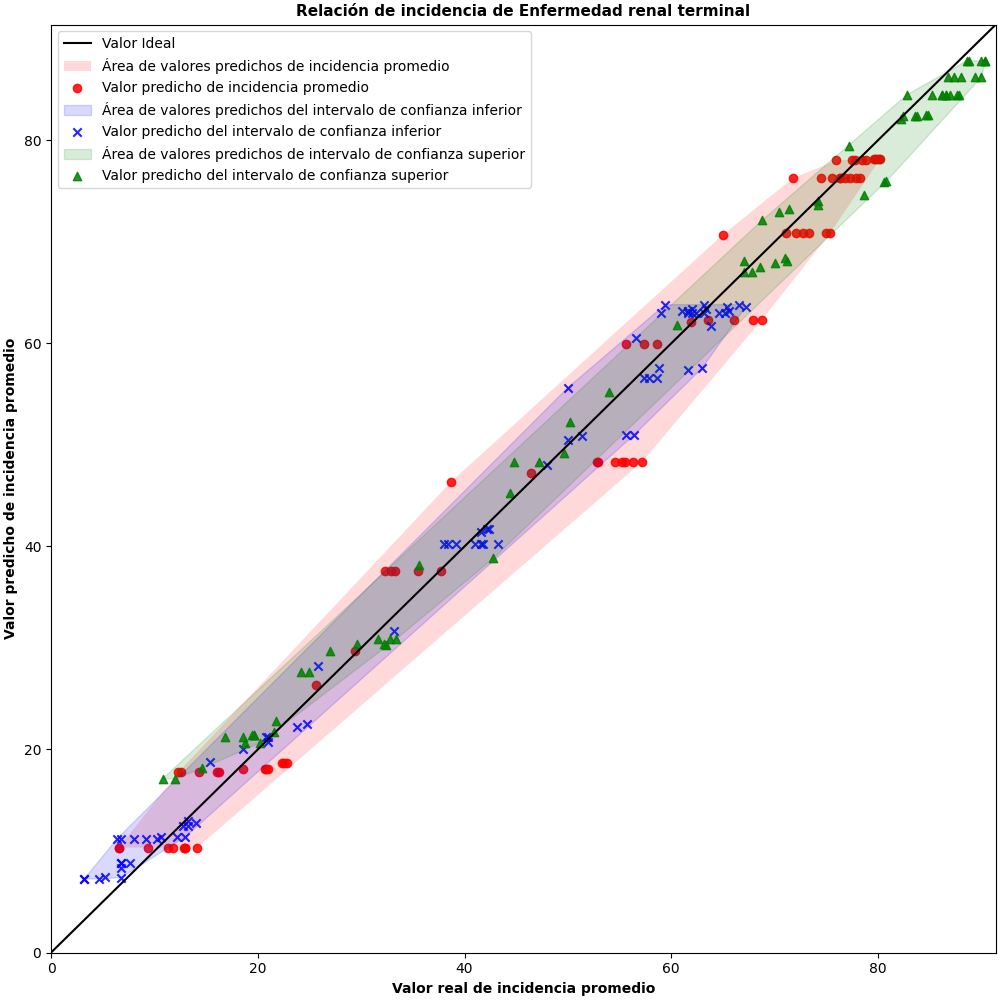 Relación de incidencia de Enfermedad renal terminal
Valor Ideal
Área de valores predichos de incidencia promedio
Valor predicho de incidencia promedio
Área de valores predichos del intervalo de confianza inferior
Valor predicho del intervalo de confianza inferior
Área de valores predichos de intervalo de confianza superior
Valor predicho del intervalo de confianza superior
Valor predicho de incidencia promedio
80
60
40
20
0
0 20 40 60 80
Valor real de incidencia promedio